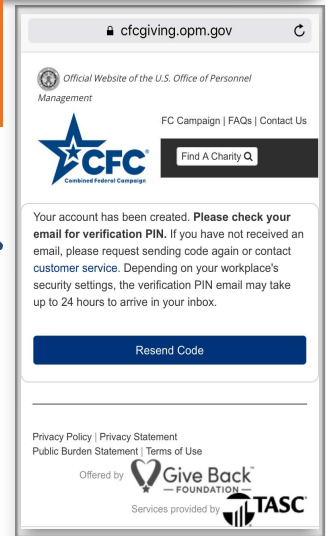 cfcgiving.opm.gov
Official Website of the U.S. Office of Personnel
Management
FC Campaign | FAQs | Contact Us
CFC
Combined Federal Campaign
Find A Charity
Your account has been created. Please check your
email for verification PIN. If you have not received an
email, please request sending code again or contact
customer service. Depending on your workplace's
security settings, the verification PIN email may take
up to 24 hours to arrive in your inbox.
Resend Code
Privacy Policy | Privacy Statement
Public Burden Statement | Terms of Use
Offered by Give Back™
FOUNDATION
Services provided by TASC